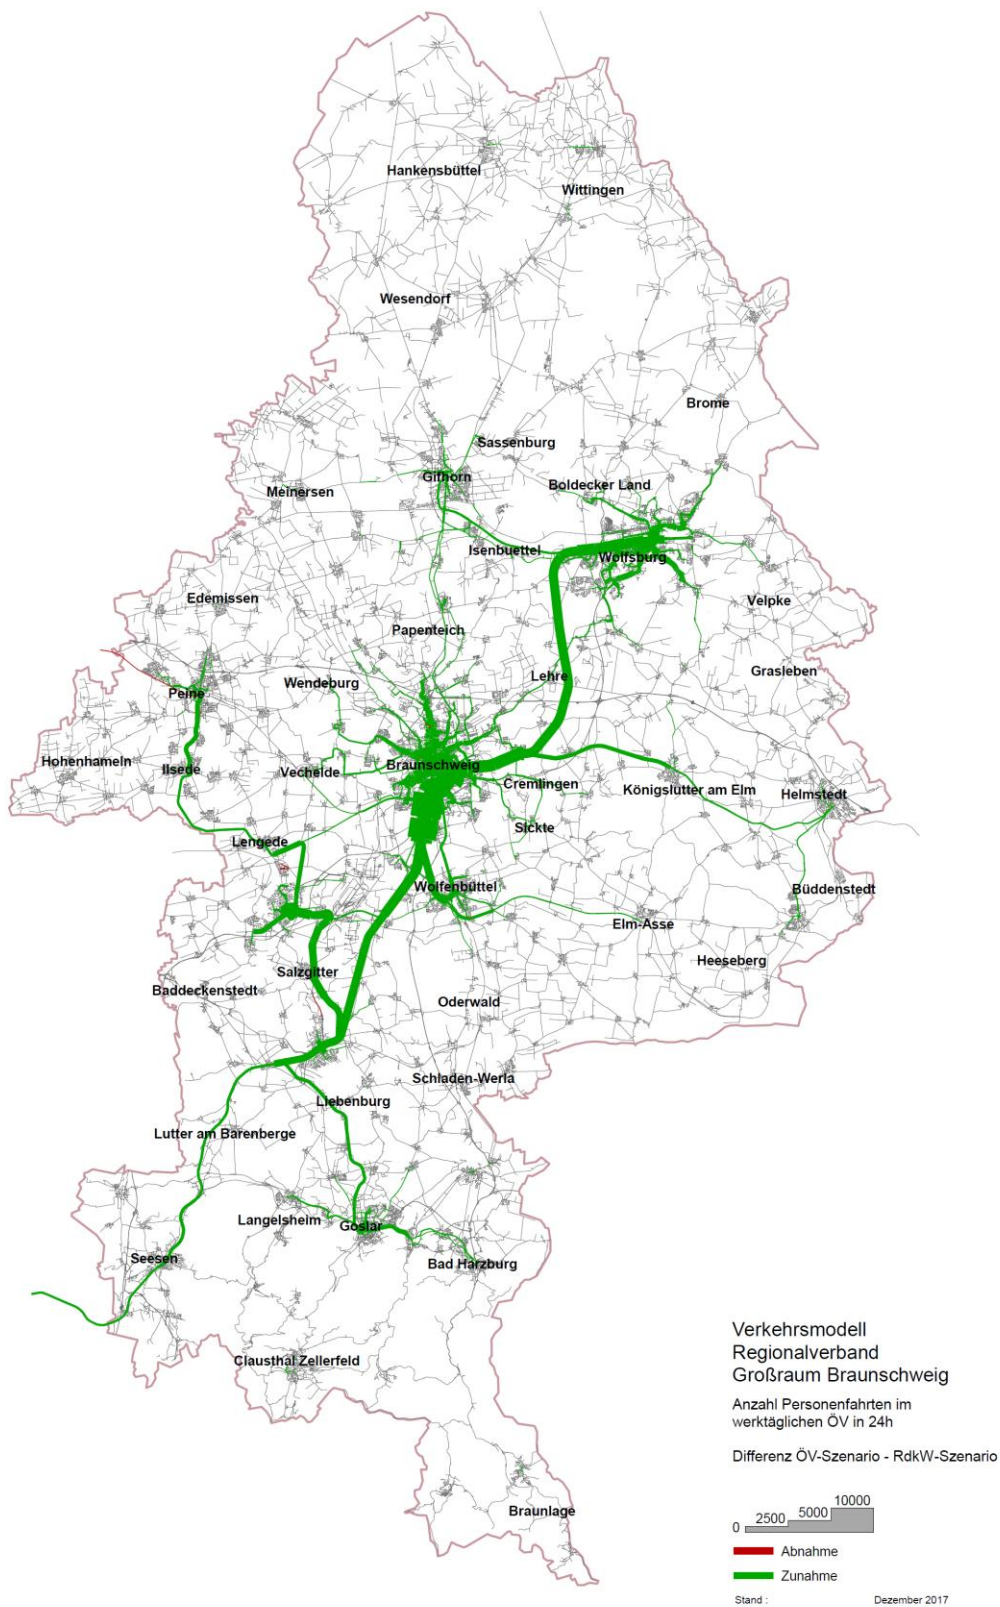 Hankensbüttel
Wittingen
Wesendorf
Brome
Sassenburg
Gifhorn
Boldecker Land
Meinersen
Isenbuettel
Wolfsburg
Edemissen
Velpke
Papenteich
Grasleben
Lehre
Wendeburg
Peine
Hohenhameln
Ilsede
Vechelde
Braunschweig
Cremlingen
Königslutter am Elm
Helmstedt
Sickte
Lengede
Wolfenbüttel
Büddenstedt
Elm-Asse
Heeseberg
Salzgitter
Baddeckenstedt
Oderwald
Schladen-Werla
Liebenburg
Lutter am Barenberge
Langelsheim
Goslar
Seesen
Bad Harzburg
Clausthal Zellerfeld
Braunlage
Verkehrsmodell
Regionalverband
Großraum Braunschweig
Anzahl Personenfahrten im
werktäglichen ÖV in 24h
Differenz ÖV-Szenario - RdkW-Szenario
0 2500 5000 10000
Abnahme
Zunahme
Stand : Dezember 2017